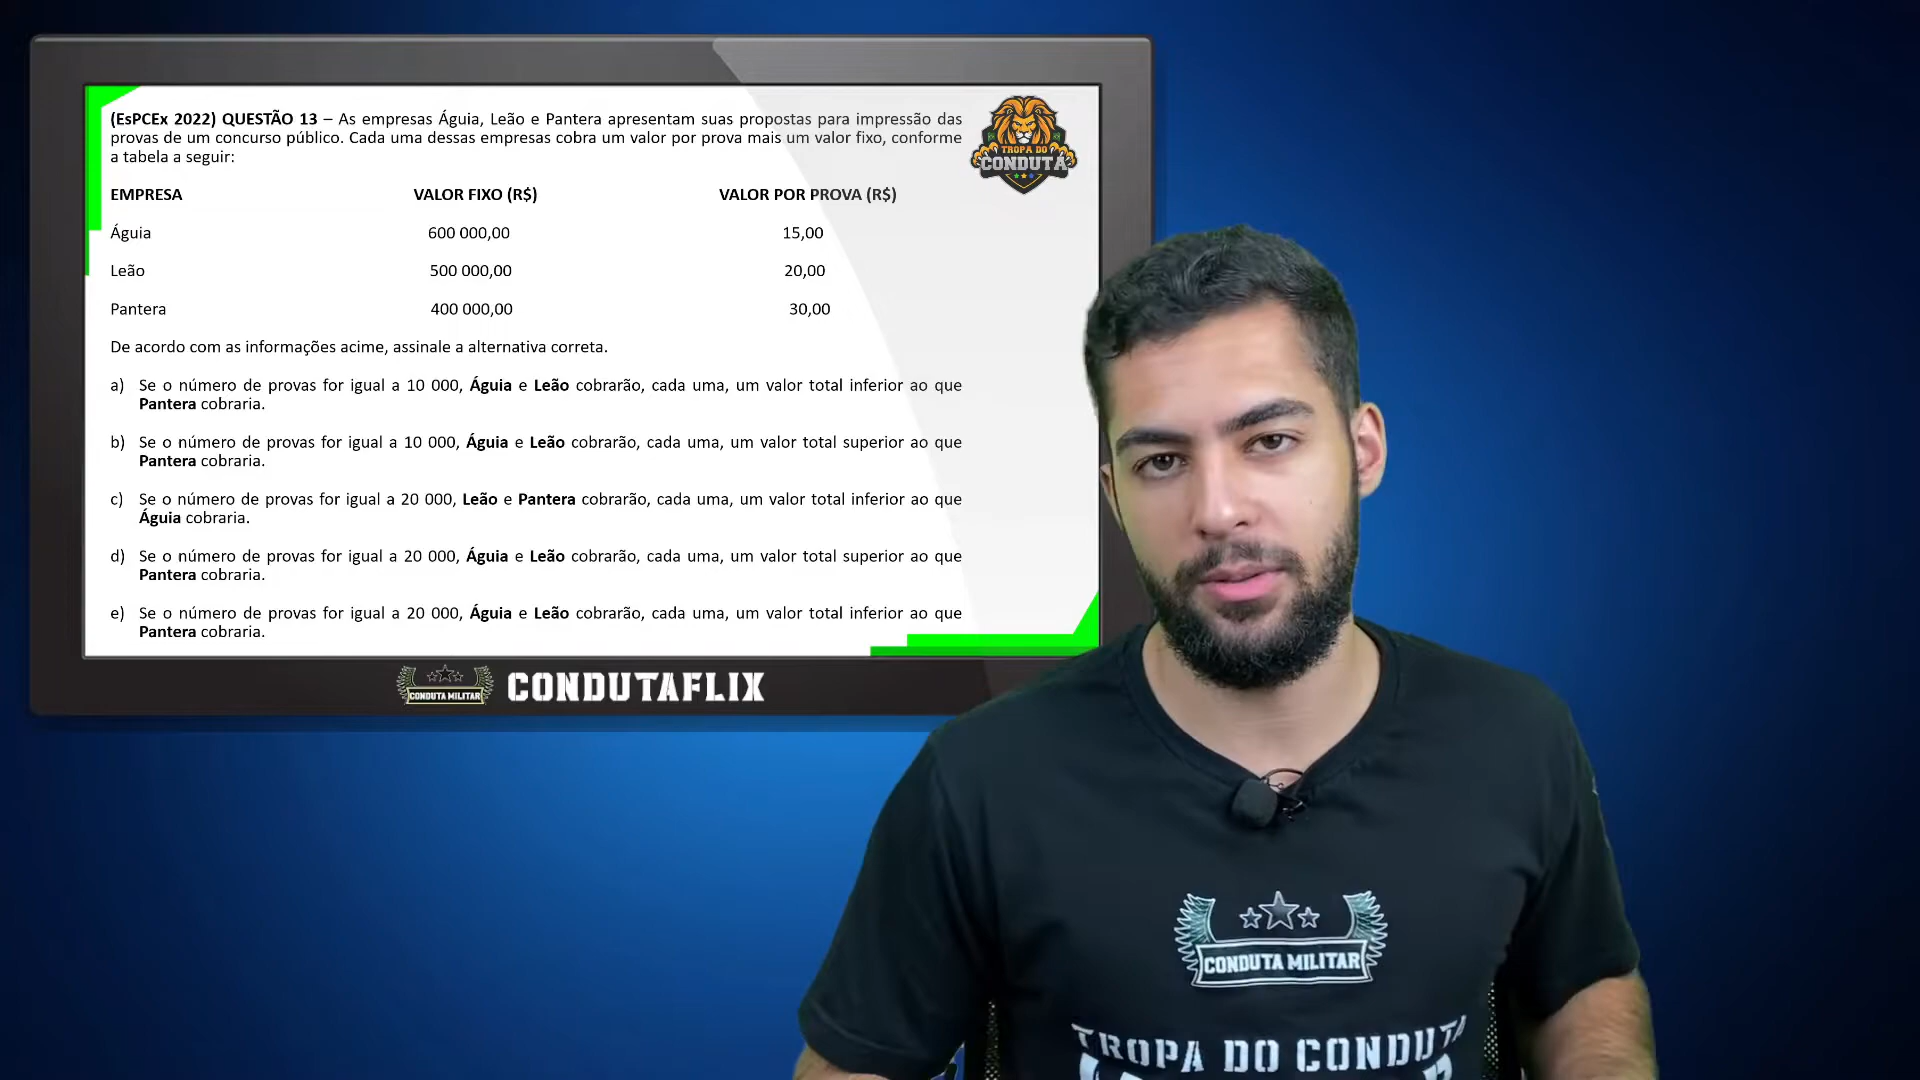 (EsPCEx 2022) QUESTÃO 13 – As empresas Águia, Leão e Pantera apresentam suas propostas para impressão das
provas de um concurso público. Cada uma dessas empresas cobra um valor por prova mais um valor fixo, conforme
a tabela a seguir:
EMPRESA VALOR FIXO (R$) VALOR POR PROVA (R$)
Águia 600 000,00 15,00
Leão 500 000,00 20,00
Pantera 400 000,00 30,00
De acordo com as informações acime, assinale a alternativa correta.
a) Se o número de provas for igual a 10 000, Águia e Leão cobrarão, cada uma, um valor total inferior ao que
Pantera cobraria.
b) Se o número de provas for igual a 10 000, Águia e Leão cobrarão, cada uma, um valor total superior ao que
Pantera cobraria.
c) Se o número de provas for igual a 20 000, Leão e Pantera cobrarão, cada uma, um valor total inferior ao que
Águia cobraria.
d) Se o número de provas for igual a 20 000, Águia e Leão cobrarão, cada uma, um valor total superior ao que
Pantera cobraria.
e) Se o número de provas for igual a 20 000, Águia e Leão cobrarão, cada uma, um valor total inferior ao que
Pantera cobraria.
TROPA DO
CONDUTA
CONDUTA MILITAR
CONDUTAFLIX
CONDUTA MILITAR
TROPA DO CONDUTA